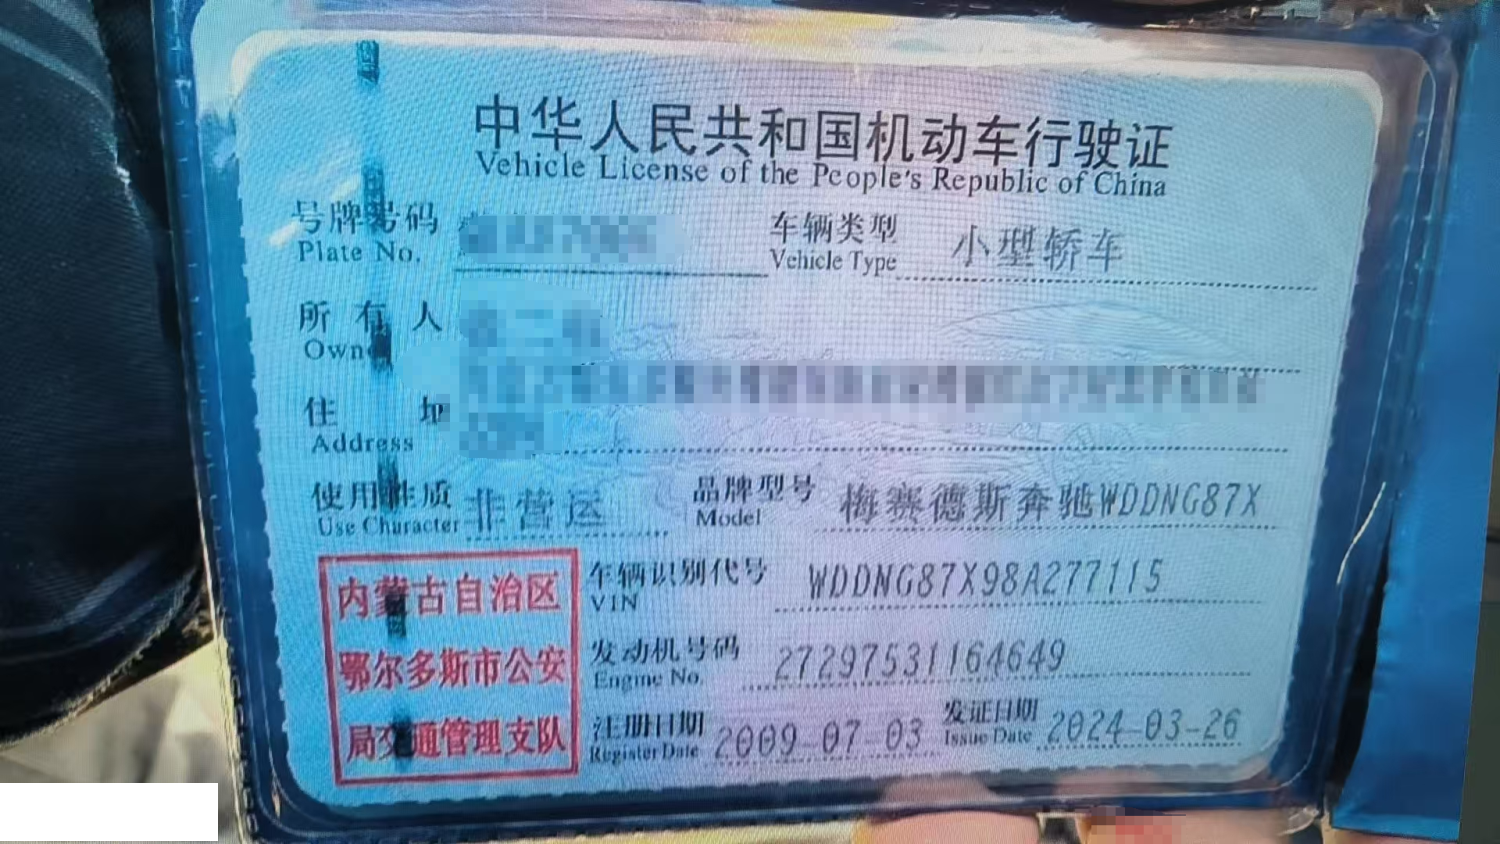 中华人民共和国机动车行驶证
Vehicle License of the People's Republic of China
号牌号码 车辆类型 小型轿车
Plate No. Vehicle Type
所有人
Owner
住址
Address
使用性质 非营运 品牌型号 梅赛德斯奔驰WDDNG87X
Use Character Model
内蒙古自治区
鄂尔多斯市公安
局交通管理支队
车辆识别代号 WDDNG87X98A277115
VIN
发动机号码 27297531164649
Engine No.
注册日期 2009-07-03 发证日期 2024-03-26
Register Date Issue Date